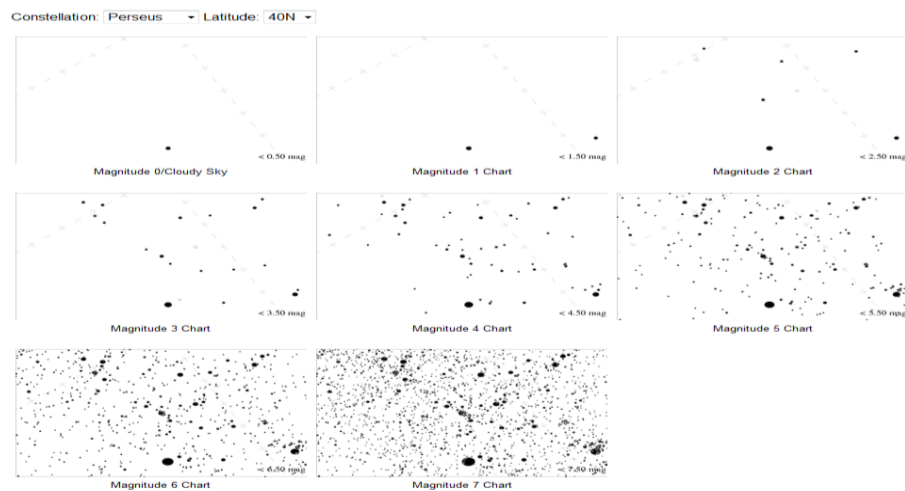 Constellation: Perseus Latitude: 40N
< 0.50 mag
< 1.50 mag
< 2.50 mag
Magnitude 0/Cloudy Sky
Magnitude 1 Chart
Magnitude 2 Chart
< 3.50 mag
< 4.50 mag
< 5.50 mag
Magnitude 3 Chart
Magnitude 4 Chart
Magnitude 5 Chart
< 6.50 mag
< 7.50 mag
Magnitude 6 Chart
Magnitude 7 Chart